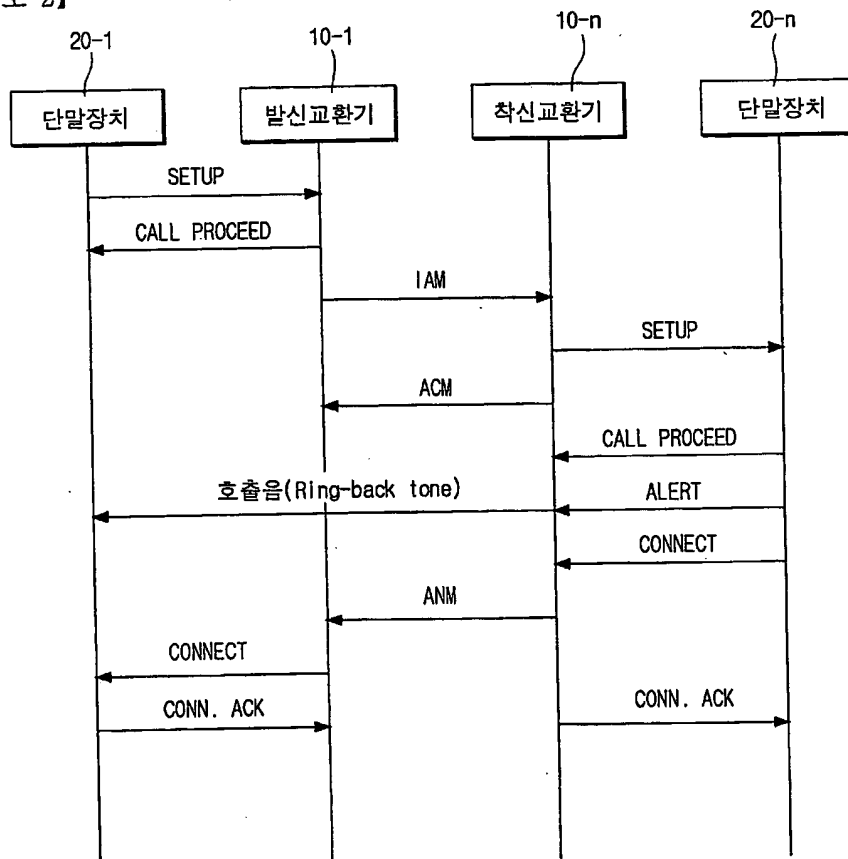 도 2】
20-1
10-1
10-n
20-n
단말장치
발신교환기
착신교환기
단말장치
SETUP
CALL PROCEED
IAM
SETUP
ACM
CALL PROCEED
호출음(Ring-back tone)
ALERT
CONNECT
ANM
CONNECT
CONN. ACK
CONN. ACK